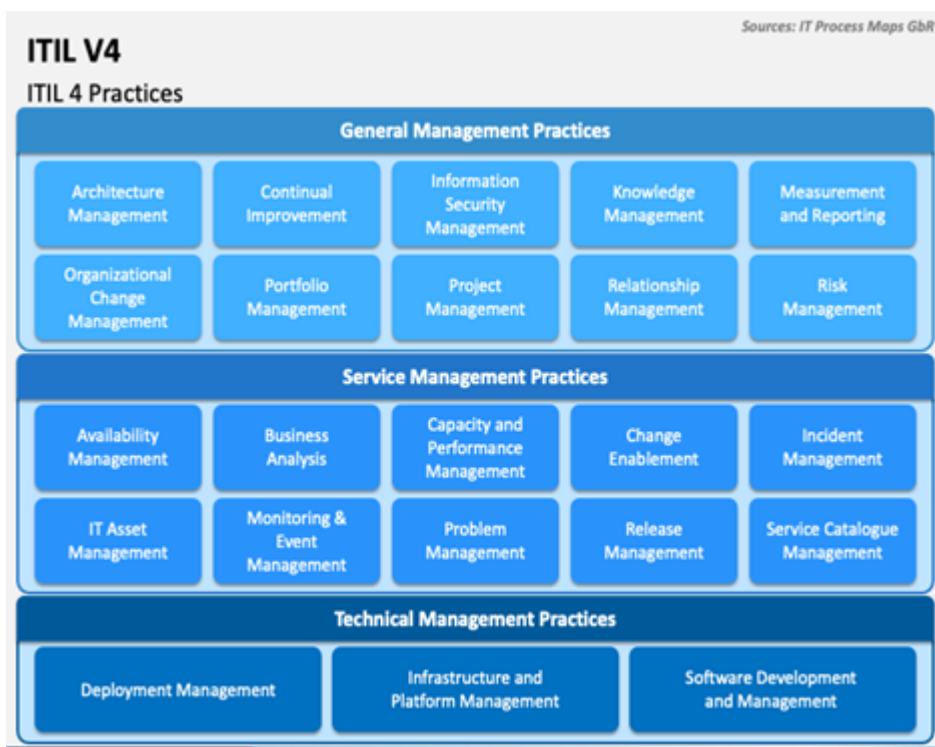 Sources: IT Process Maps GbR
ITIL V4
ITIL 4 Practices
General Management Practices
Architecture
Management
Continual
Improvement
Information
Security
Management
Knowledge
Management
Measurement
and Reporting
Organizational
Change
Management
Portfolio
Management
Project
Management
Relationship
Management
Risk
Management
Service Management Practices
Availability
Management
Business
Analysis
Capacity and
Performance
Management
Change
Enablement
Incident
Management
IT Asset
Management
Monitoring &
Event
Management
Problem
Management
Release
Management
Service Catalogue
Management
Technical Management Practices
Deployment Management
Infrastructure and
Platform Management
Software Development
and Management